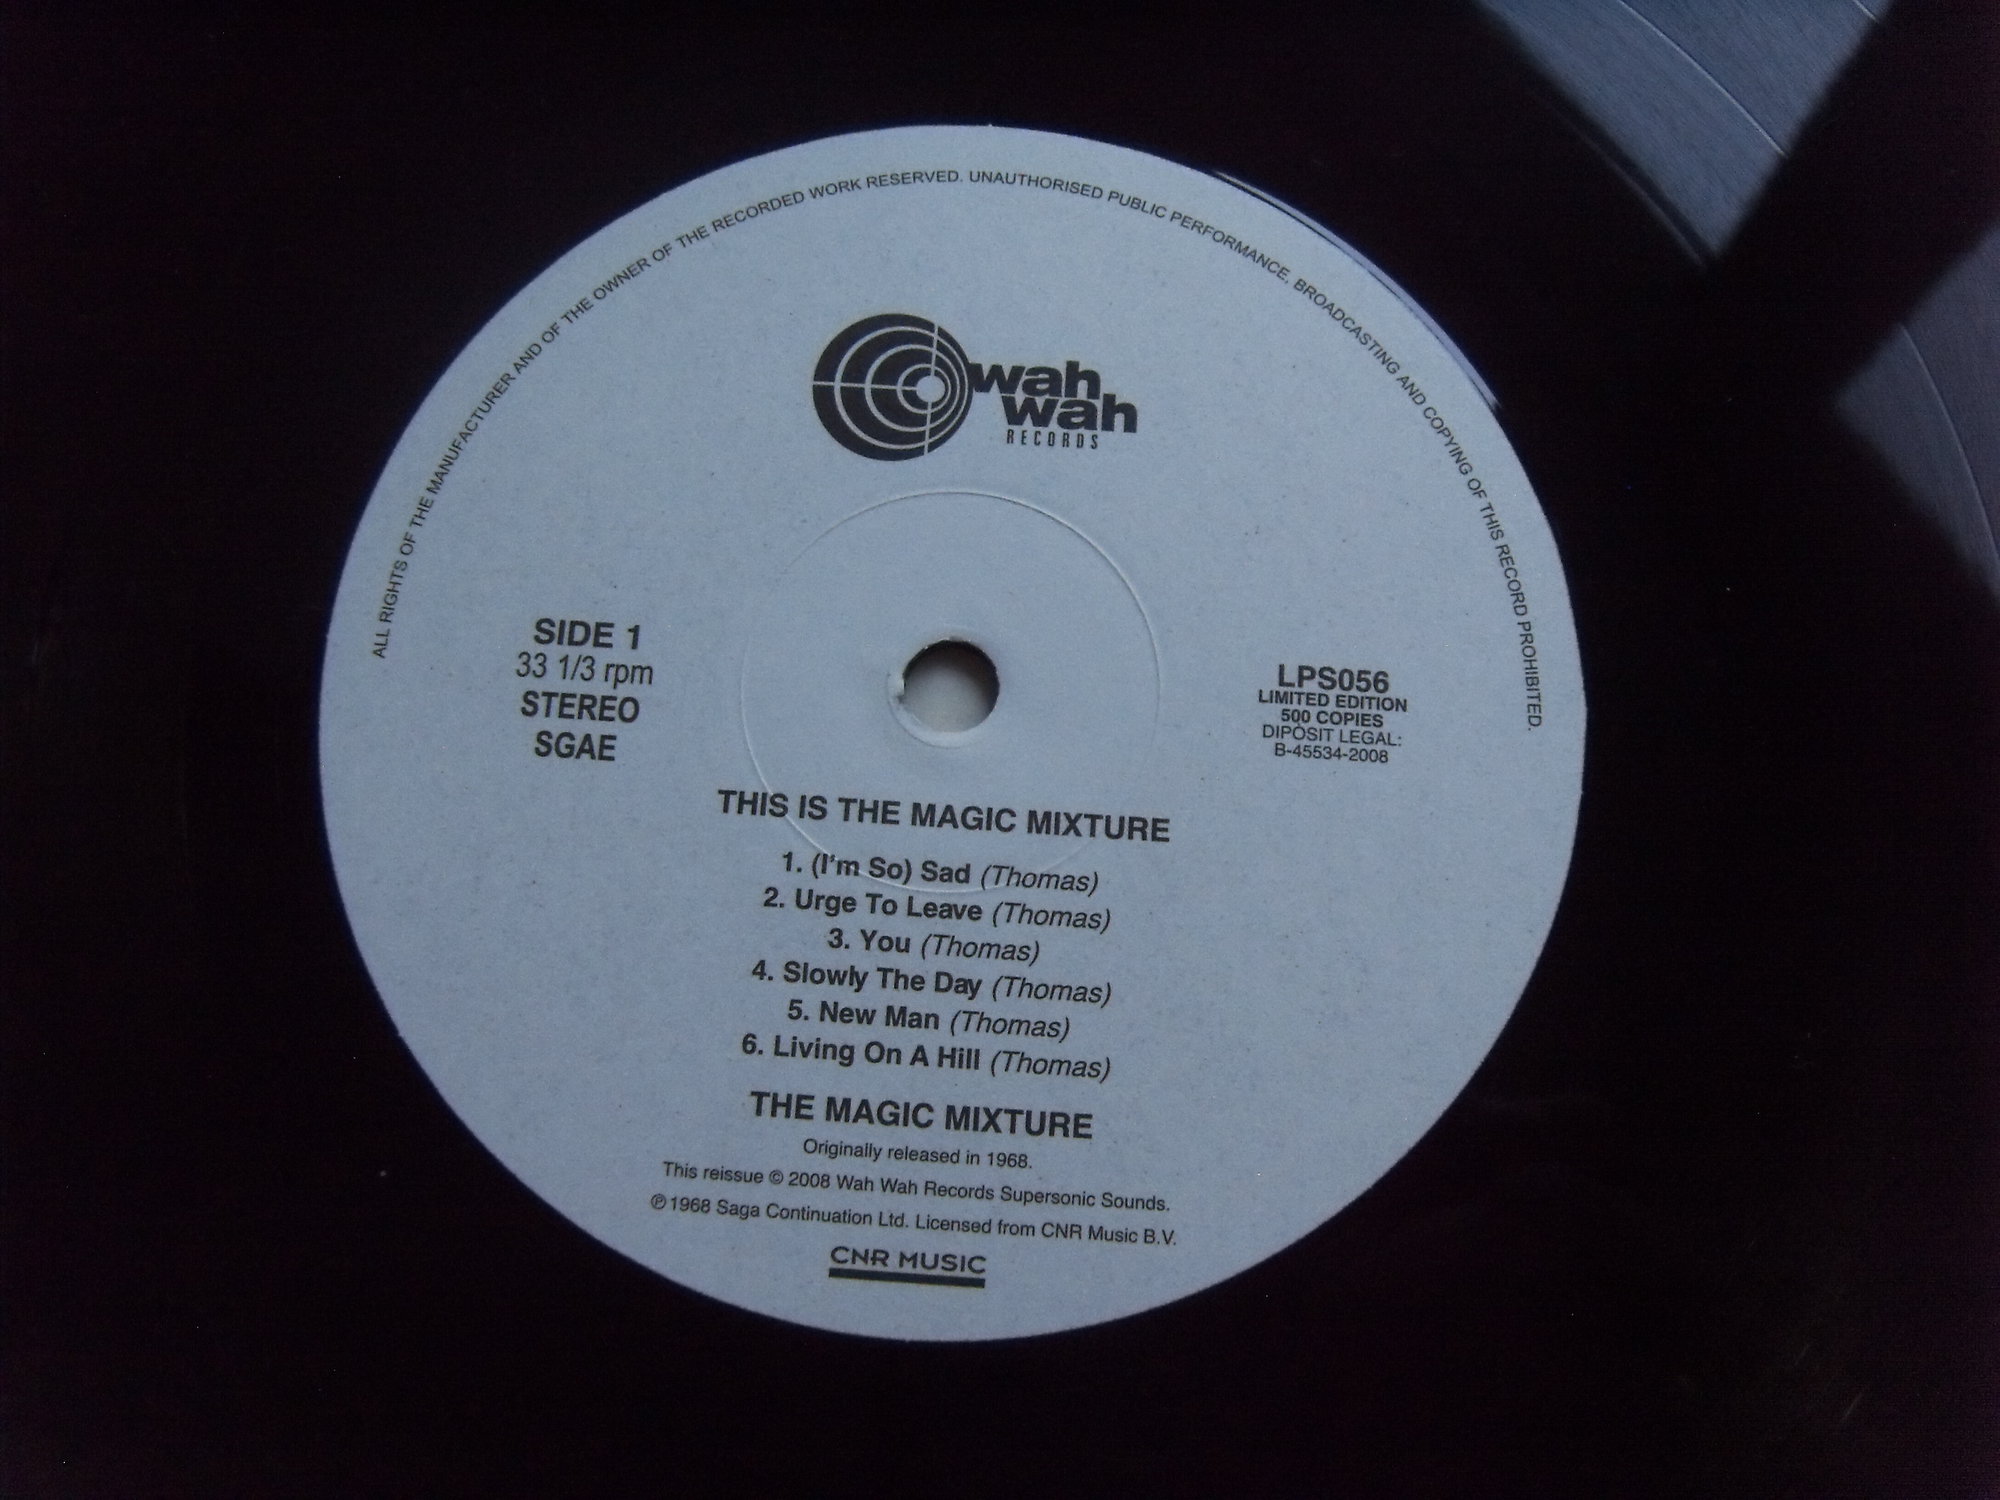 ALL RIGHTS OF THE MANUFACTURER AND OF THE OWNER OF THE RECORDED WORK RESERVED. UNAUTHORISED PUBLIC PERFORMANCE, BROADCASTING AND COPYING OF THIS RECORD PROHIBITED.
wah
wah
RECORDS
SIDE 1
33 1/3 rpm
STEREO
SGAE
LPS056
LIMITED EDITION
500 COPIES
DIPÒSIT LEGAL:
B-45534-2008
THIS IS THE MAGIC MIXTURE
1. (I'm So) Sad (Thomas)
2. Urge To Leave (Thomas)
3. You (Thomas)
4. Slowly The Day (Thomas)
5. New Man (Thomas)
6. Living On A Hill (Thomas)
THE MAGIC MIXTURE
Originally released in 1968.
This reissue © 2008 Wah Wah Records Supersonic Sounds.
℗ 1968 Saga Continuation Ltd. Licensed from CNR Music B.V.
CNR MUSIC